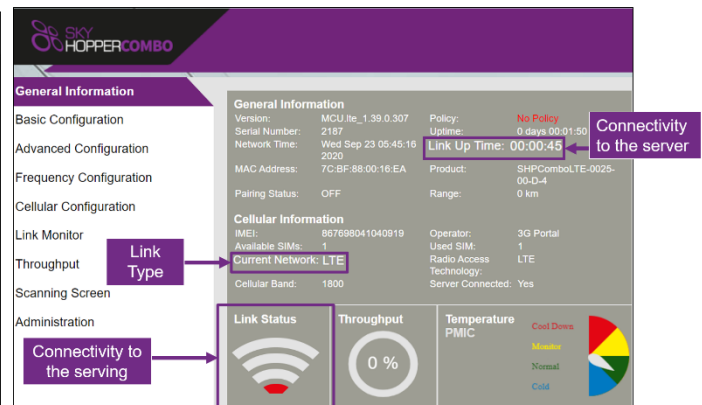 SKY
HOPPERCOMBO
General Information
Basic Configuration
Advanced Configuration
Frequency Configuration
Cellular Configuration
Link Monitor
Throughput
Scanning Screen
Administration
General Information
Version: MCU.lte_1.39.0.307 Policy: No Policy
Serial Number: 2187 Uptime: 0 days 00:01:50
Network Time: Wed Sep 23 05:45:16 2020 Link Up Time: 00:00:45
MAC Address: 7C:BF:88:00:16:EA Product: SHPComboLTE-0025-00-D-4
Pairing Status: OFF Range: 0 km
Connectivity
to the server
Cellular Information
IMEI: 867698041040919 Operator: 3G Portal
Available SIMs: 1 Used SIM: 1
Current Network: LTE Radio Access Technology: LTE
Cellular Band: 1800 Server Connected: Yes
Link
Type
Link Status
Throughput
0 %
Temperature
PMIC
Cool Down
Monitor
Normal
Cold
Connectivity to
the serving